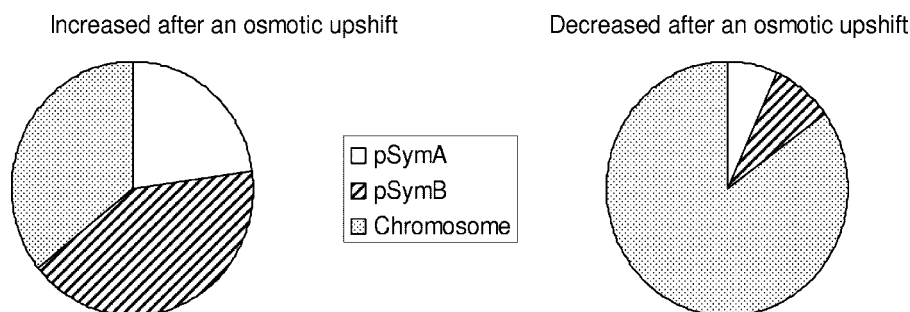 Increased after an osmotic upshift
Decreased after an osmotic upshift
pSymA
pSymB
Chromosome